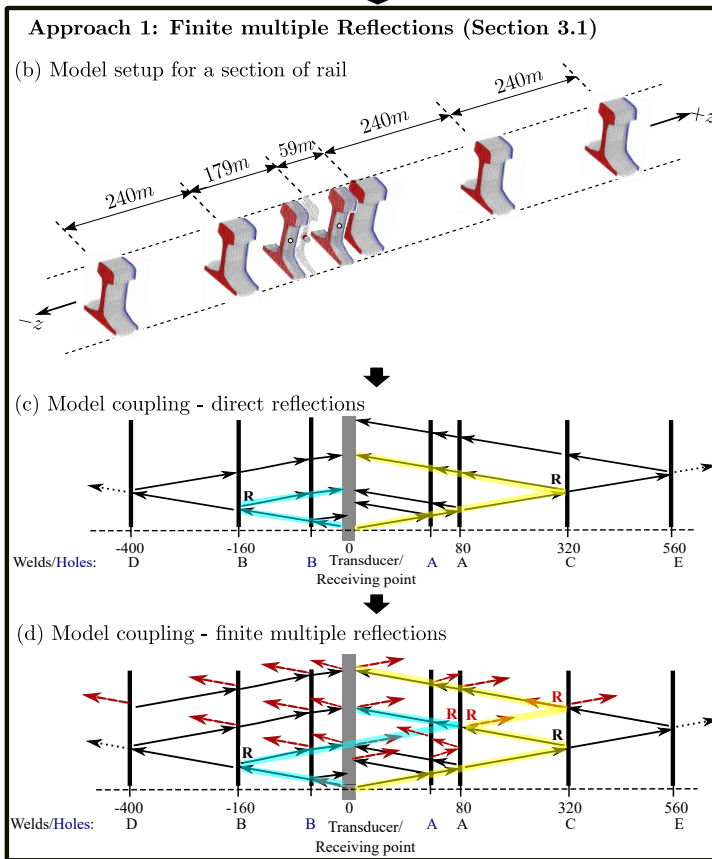 Approach 1: Finite multiple Reflections (Section 3.1)
(b) Model setup for a section of rail
240m
179m
59m
240m
240m
+z
−z
(c) Model coupling - direct reflections
R
R
-400 -160 0 80 320 560
Welds/Holes: D B B Transducer/ A A C E
Receiving point
(d) Model coupling - finite multiple reflections
R
R R R
R
-400 -160 0 80 320 560
Welds/Holes: D B B Transducer/ A A C E
Receiving point